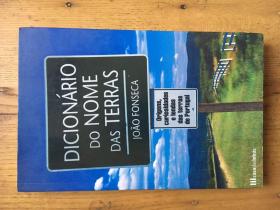 DICIONÁRIO
DO NOME
DAS TERRAS
JOÃO FONSECA
Origens,
curiosidades
e lendas
das terras
de Portugal